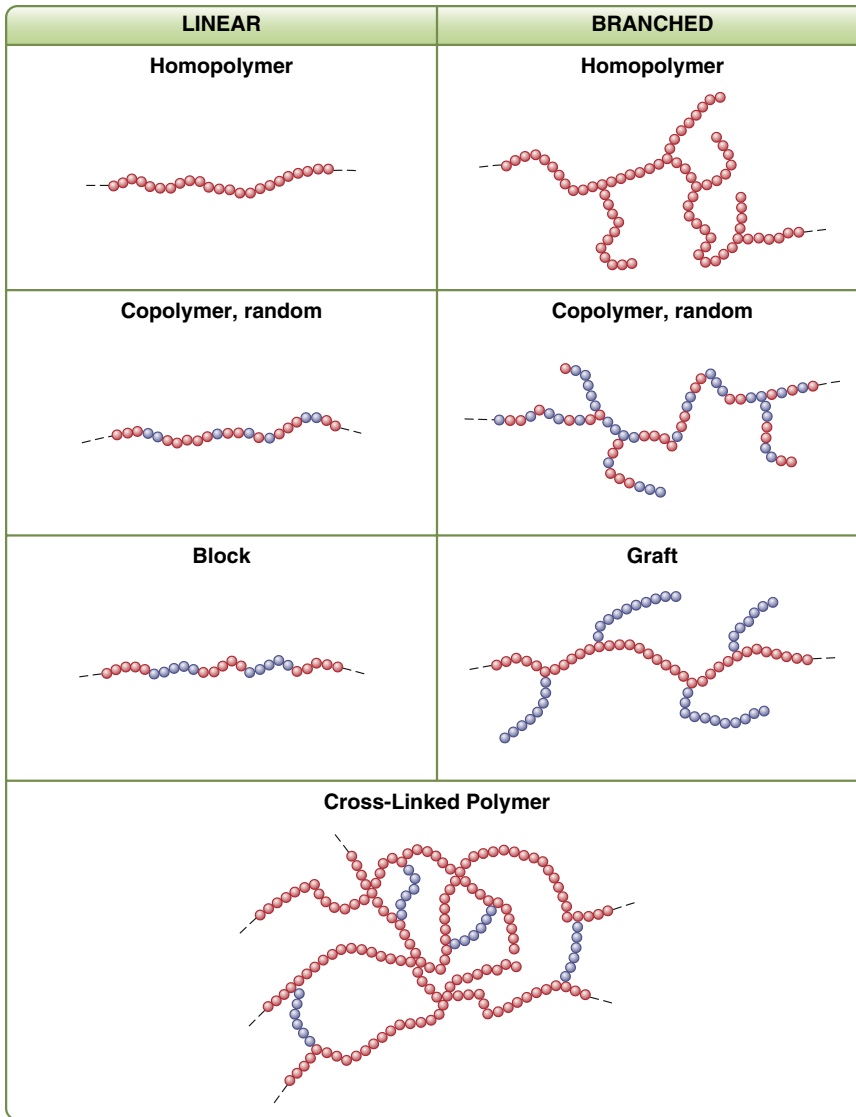 LINEAR
BRANCHED
Homopolymer
Homopolymer
Copolymer, random
Copolymer, random
Block
Graft
Cross-Linked Polymer